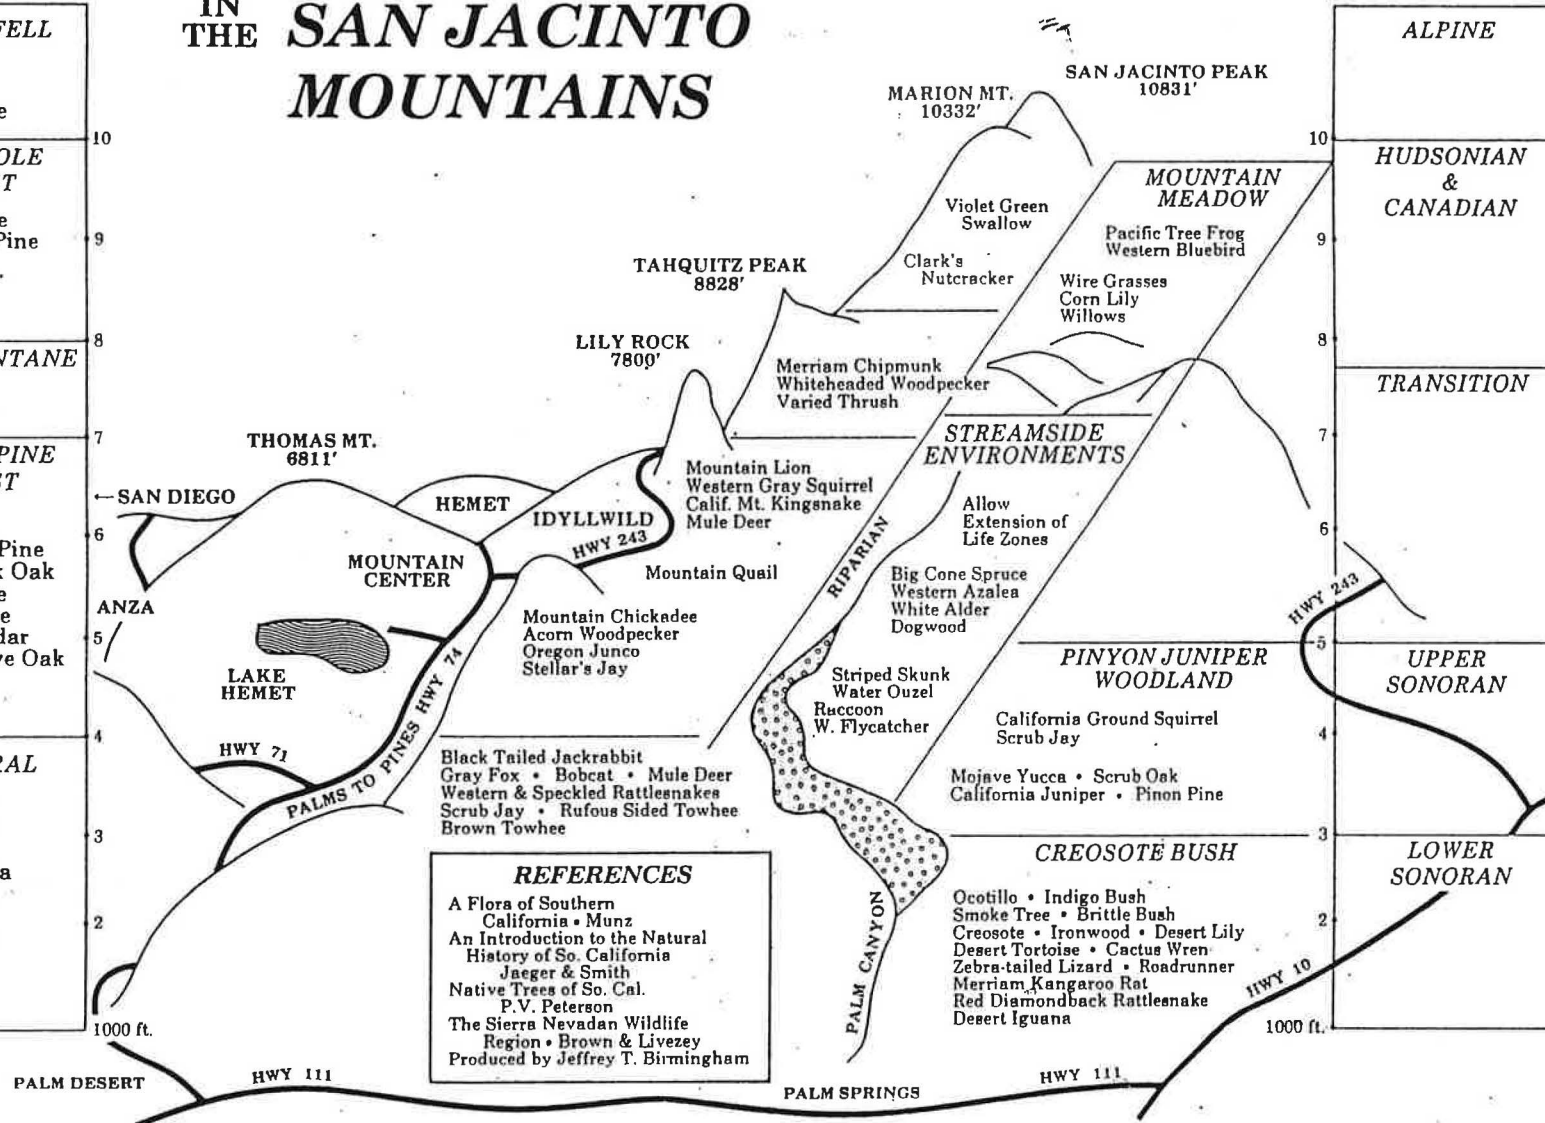 IN
THE
SAN JACINTO
MOUNTAINS
FELL
e
10
OLE
T
e
Pine
9
8
NTANE
7
PINE
ST
6
Pine
k Oak
e
e
dar
ve Oak
5
4
RAL
3
a
2
1000 ft.
SAN JACINTO PEAK
10831'
MARION MT.
10332'
Violet Green
Swallow
Clark's
Nutcracker
MOUNTAIN
MEADOW
Pacific Tree Frog
Western Bluebird
Wire Grasses
Corn Lily
Willows
TAHQUITZ PEAK
8828'
LILY ROCK
7800'
Merriam Chipmunk
Whiteheaded Woodpecker
Varied Thrush
THOMAS MT.
6811'
←SAN DIEGO
HEMET
IDYLLWILD
HWY 243
Mountain Lion
Western Gray Squirrel
Calif. Mt. Kingsnake
Mule Deer
Mountain Quail
MOUNTAIN
CENTER
ANZA
LAKE
HEMET
Mountain Chickadee
Acorn Woodpecker
Oregon Junco
Stellar's Jay
HWY 71
PALMS TO PINES HWY 74
STREAMSIDE
ENVIRONMENTS
Allow
Extension of
Life Zones
RIPARIAN
Big Cone Spruce
Western Azalea
White Alder
Dogwood
Striped Skunk
Water Ouzel
Raccoon
W. Flycatcher
Black Tailed Jackrabbit
Gray Fox • Bobcat • Mule Deer
Western & Speckled Rattlesnakes
Scrub Jay • Rufous Sided Towhee
Brown Towhee
REFERENCES
A Flora of Southern
California • Munz
An Introduction to the Natural
History of So. California
Jaeger & Smith
Native Trees of So. Cal.
P.V. Peterson
The Sierra Nevadan Wildlife
Region • Brown & Livezey
Produced by Jeffrey T. Birmingham
PALM CANYON
PINYON JUNIPER
WOODLAND
California Ground Squirrel
Scrub Jay
Mojave Yucca • Scrub Oak
California Juniper • Pinon Pine
CREOSOTE BUSH
Ocotillo • Indigo Bush
Smoke Tree • Brittle Bush
Creosote • Ironwood • Desert Lily
Desert Tortoise • Cactus Wren
Zebra-tailed Lizard • Roadrunner
Merriam Kangaroo Rat
Red Diamondback Rattlesnake
Desert Iguana
HWY 243
HWY 10
PALM DESERT
HWY 111
PALM SPRINGS
HWY 111
ALPINE
10
HUDSONIAN
&
CANADIAN
9
8
TRANSITION
7
6
5
UPPER
SONORAN
4
3
LOWER
SONORAN
2
1000 ft.